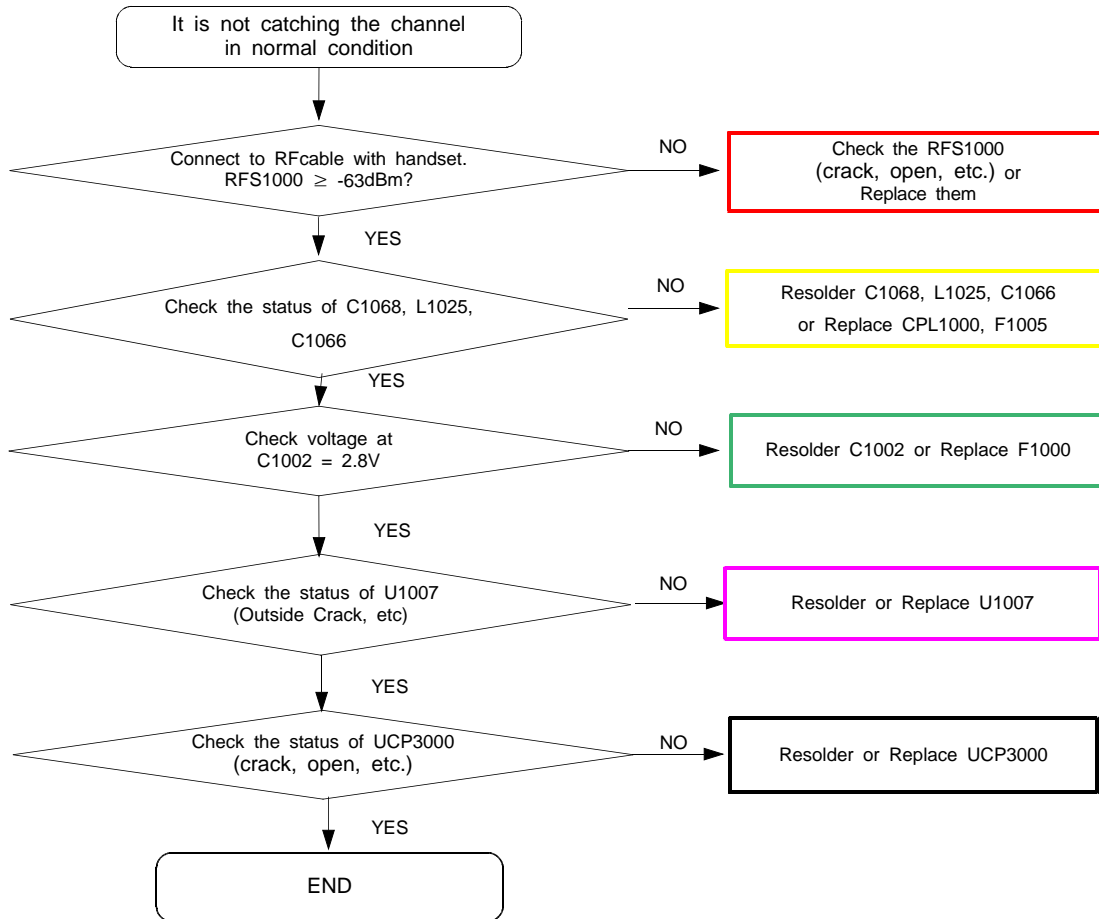 It is not catching the channel
in normal condition
Connect to RFcable with handset.
RFS1000 ≥ -63dBm?
NO
Check the RFS1000
(crack, open, etc.) or
Replace them
YES
Check the status of C1068, L1025,
C1066
NO
Resolder C1068, L1025, C1066
or Replace CPL1000, F1005
YES
Check voltage at
C1002 = 2.8V
NO
Resolder C1002 or Replace F1000
YES
Check the status of U1007
(Outside Crack, etc)
NO
Resolder or Replace U1007
YES
Check the status of UCP3000
(crack, open, etc.)
NO
Resolder or Replace UCP3000
YES
END